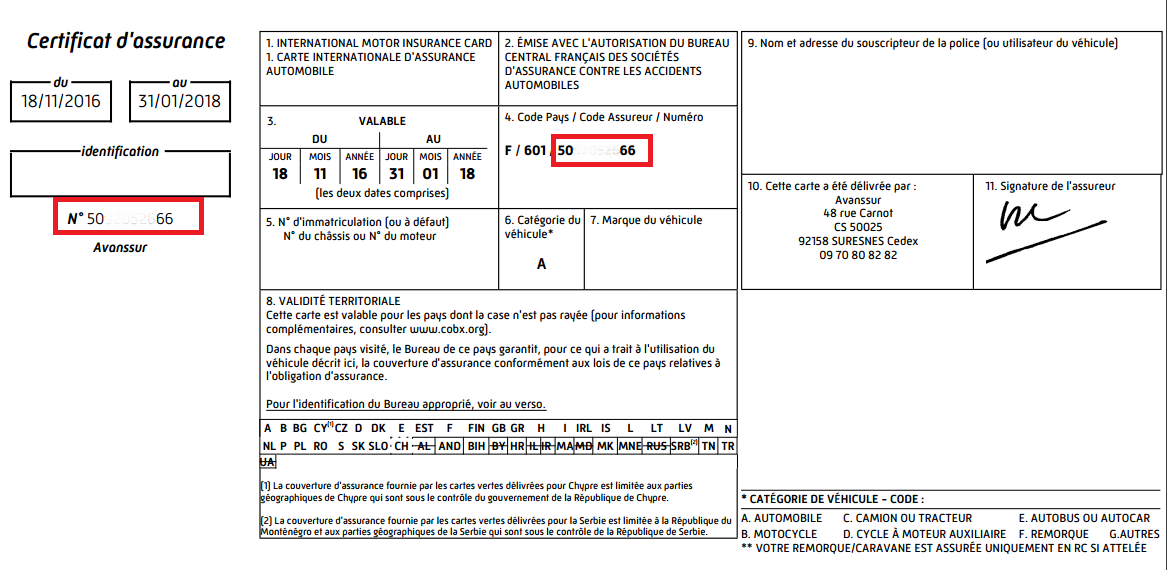 Certificat d'assurance
du
18/11/2016
au
31/01/2018
identification
N° 50 66
Avanssur
1. INTERNATIONAL MOTOR INSURANCE CARD
1. CARTE INTERNATIONALE D'ASSURANCE
AUTOMOBILE
2. ÉMISE AVEC L'AUTORISATION DU BUREAU
CENTRAL FRANÇAIS DES SOCIÉTÉS
D'ASSURANCE CONTRE LES ACCIDENTS
AUTOMOBILES
3. VALABLE
DU AU
JOUR MOIS ANNÉE JOUR MOIS ANNÉE
18 11 16 31 01 18
(les deux dates comprises)
4. Code Pays / Code Assureur / Numéro
F / 601 / 50 66
5. N° d'immatriculation (ou à défaut)
N° du châssis ou N° du moteur
6. Catégorie du
véhicule*
A
7. Marque du véhicule
8. VALIDITÉ TERRITORIALE
Cette carte est valable pour les pays dont la case n'est pas rayée (pour informations
complémentaires, consulter www.cobx.org).
Dans chaque pays visité, le Bureau de ce pays garantit, pour ce qui a trait à l'utilisation du
véhicule décrit ici, la couverture d'assurance conformément aux lois de ce pays relatives à
l'obligation d'assurance.
Pour l'identification du Bureau approprié, voir au verso.
A B BG CY(1) CZ D DK E EST F FIN GB GR H I IRL IS L LT LV M N
NL P PL RO S SK SLO CH AL AND BIH BY HR IL IR MA MD MK MNE RUS SRB(2) TN TR
UA
(1) La couverture d'assurance fournie par les cartes vertes délivrées pour Chypre est limitée aux parties
géographiques de Chypre qui sont sous le contrôle du gouvernement de la République de Chypre.
(2) La couverture d'assurance fournie par les cartes vertes délivrées pour la Serbie est limitée à la République du
Monténégro et aux parties géographiques de la Serbie qui sont sous le contrôle de la République de Serbie.
9. Nom et adresse du souscripteur de la police (ou utilisateur du véhicule)
10. Cette carte a été délivrée par :
Avanssur
48 rue Carnot
CS 50025
92158 SURESNES Cedex
09 70 80 82 82
11. Signature de l'assureur
* CATÉGORIE DE VÉHICULE - CODE :
A. AUTOMOBILE C. CAMION OU TRACTEUR E. AUTOBUS OU AUTOCAR
B. MOTOCYCLE D. CYCLE À MOTEUR AUXILIAIRE F. REMORQUE G.AUTRES
** VOTRE REMORQUE/CARAVANE EST ASSURÉE UNIQUEMENT EN RC SI ATTELÉE